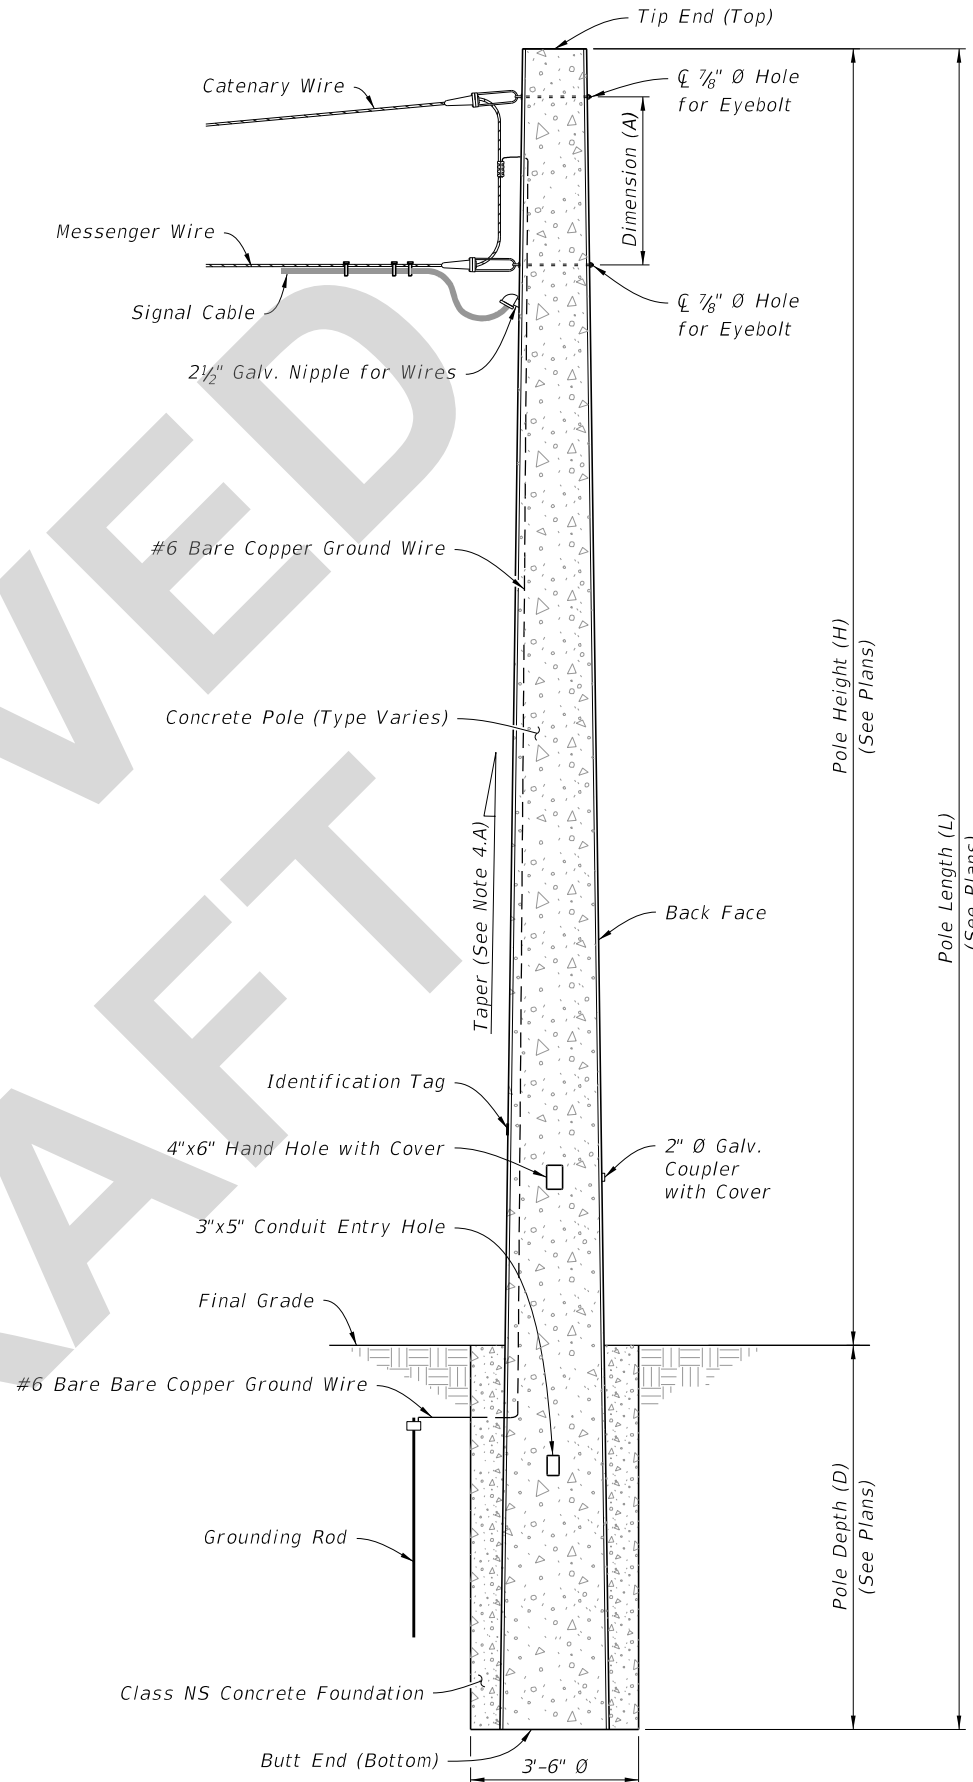 Tip End (Top)
Catenary Wire
℄ ⅞" Ø Hole
for Eyebolt
Dimension (A)
Messenger Wire
Signal Cable
℄ ⅞" Ø Hole
for Eyebolt
2½" Galv. Nipple for Wires
#6 Bare Copper Ground Wire
Pole Height (H)
(See Plans)
Concrete Pole (Type Varies)
Taper (See Note 4.A)
Pole Length (L)
(See Plans)
Back Face
Identification Tag
4"x6" Hand Hole with Cover
2" Ø Galv.
Coupler
with Cover
3"x5" Conduit Entry Hole
Final Grade
#6 Bare Bare Copper Ground Wire
Pole Depth (D)
(See Plans)
Grounding Rod
Class NS Concrete Foundation
Butt End (Bottom)
3'-6" Ø
VED
AFT